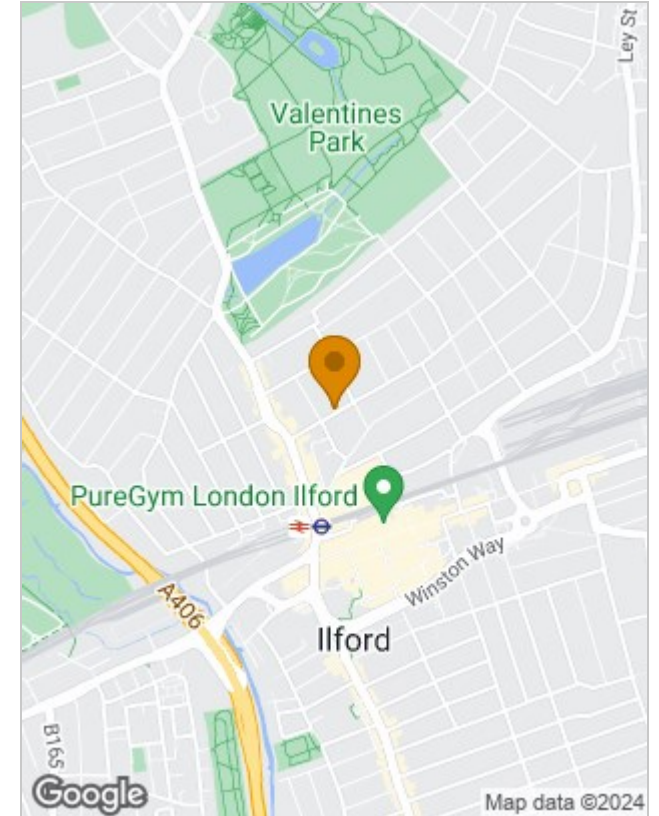 Ley St
Valentines
Park
PureGym London Ilford
Winston Way
A406
Ilford
B165
Google
Map data ©2024